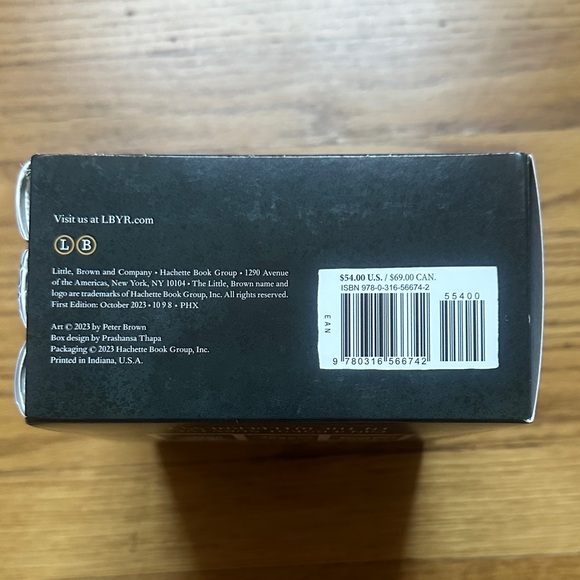 Visit us at LBYR.com
L B
Little, Brown and Company • Hachette Book Group • 1290 Avenue
of the Americas, New York, NY 10104 • The Little, Brown name and
logo are trademarks of Hachette Book Group, Inc. All rights reserved.
First Edition: October 2023 • 10 9 8 • PHX
Art © 2023 by Peter Brown
Box design by Prashansa Thapa
Packaging © 2023 Hachette Book Group, Inc.
Printed in Indiana, U.S.A.
$54.00 U.S. / $69.00 CAN.
ISBN 978-0-316-56674-2
55400
EAN
9 780316 566742